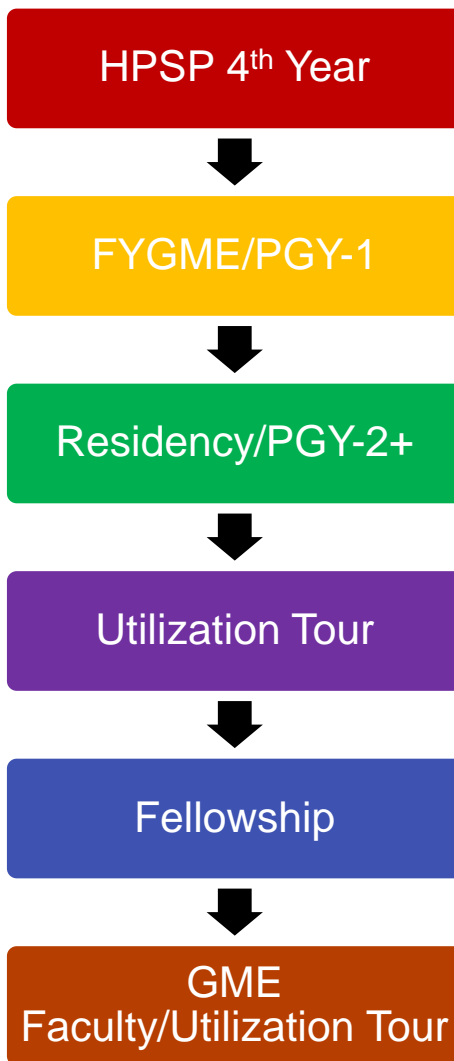 HPSP 4th Year
FYGME/PGY-1
Residency/PGY-2+
Utilization Tour
Fellowship
GME
Faculty/Utilization Tour